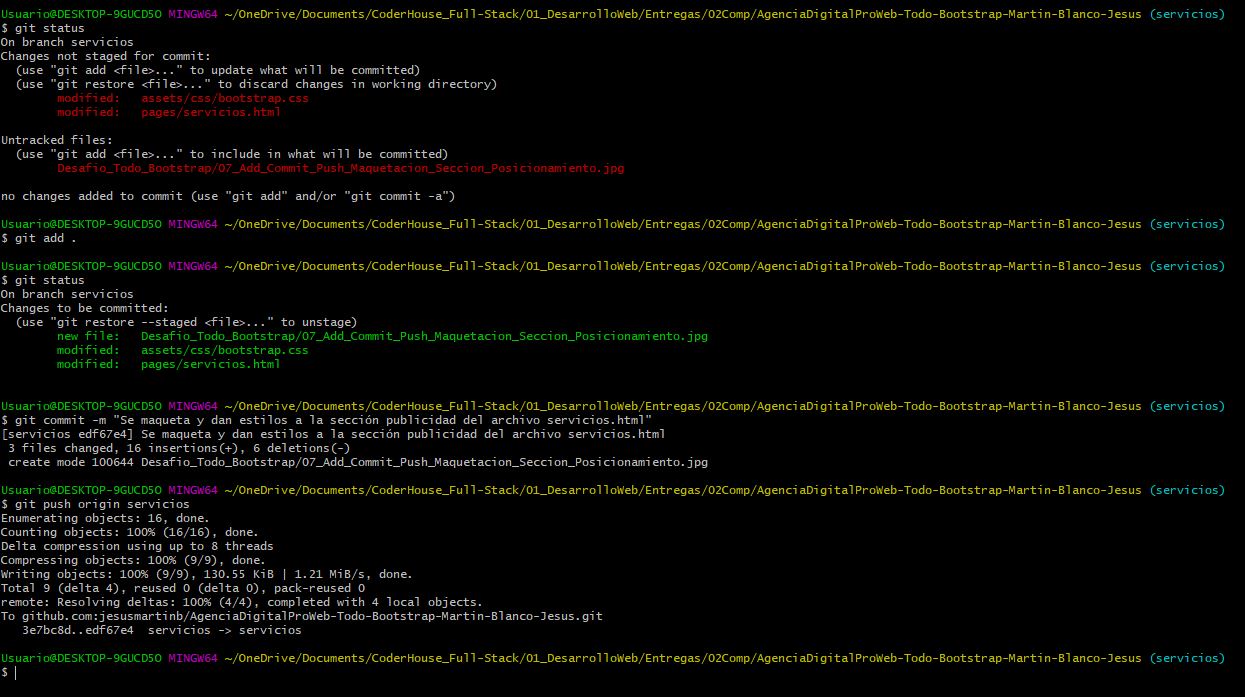 Usuario@DESKTOP-9GUCD5O MINGW64 ~/OneDrive/Documents/CoderHouse_Full-Stack/01_DesarrolloWeb/Entregas/02Comp/AgenciaDigitalProWeb-Todo-Bootstrap-Martin-Blanco-Jesus (servicios)
$ git status
On branch servicios
Changes not staged for commit:
  (use "git add <file>..." to update what will be committed)
  (use "git restore <file>..." to discard changes in working directory)
        modified:   assets/css/bootstrap.css
        modified:   pages/servicios.html

Untracked files:
  (use "git add <file>..." to include in what will be committed)
        Desafio_Todo_Bootstrap/07_Add_Commit_Push_Maquetacion_Seccion_Posicionamiento.jpg

no changes added to commit (use "git add" and/or "git commit -a")

Usuario@DESKTOP-9GUCD5O MINGW64 ~/OneDrive/Documents/CoderHouse_Full-Stack/01_DesarrolloWeb/Entregas/02Comp/AgenciaDigitalProWeb-Todo-Bootstrap-Martin-Blanco-Jesus (servicios)
$ git add .

Usuario@DESKTOP-9GUCD5O MINGW64 ~/OneDrive/Documents/CoderHouse_Full-Stack/01_DesarrolloWeb/Entregas/02Comp/AgenciaDigitalProWeb-Todo-Bootstrap-Martin-Blanco-Jesus (servicios)
$ git status
On branch servicios
Changes to be committed:
  (use "git restore --staged <file>..." to unstage)
        new file:   Desafio_Todo_Bootstrap/07_Add_Commit_Push_Maquetacion_Seccion_Posicionamiento.jpg
        modified:   assets/css/bootstrap.css
        modified:   pages/servicios.html

Usuario@DESKTOP-9GUCD5O MINGW64 ~/OneDrive/Documents/CoderHouse_Full-Stack/01_DesarrolloWeb/Entregas/02Comp/AgenciaDigitalProWeb-Todo-Bootstrap-Martin-Blanco-Jesus (servicios)
$ git commit -m "Se maqueta y dan estilos a la sección publicidad del archivo servicios.html"
[servicios edf67e4] Se maqueta y dan estilos a la sección publicidad del archivo servicios.html
 3 files changed, 16 insertions(+), 6 deletions(-)
 create mode 100644 Desafio_Todo_Bootstrap/07_Add_Commit_Push_Maquetacion_Seccion_Posicionamiento.jpg

Usuario@DESKTOP-9GUCD5O MINGW64 ~/OneDrive/Documents/CoderHouse_Full-Stack/01_DesarrolloWeb/Entregas/02Comp/AgenciaDigitalProWeb-Todo-Bootstrap-Martin-Blanco-Jesus (servicios)
$ git push origin servicios
Enumerating objects: 16, done.
Counting objects: 100% (16/16), done.
Delta compression using up to 8 threads
Compressing objects: 100% (9/9), done.
Writing objects: 100% (9/9), 130.55 KiB | 1.21 MiB/s, done.
Total 9 (delta 4), reused 0 (delta 0), pack-reused 0
remote: Resolving deltas: 100% (4/4), completed with 4 local objects.
To github.com:jesusmartinb/AgenciaDigitalProWeb-Todo-Bootstrap-Martin-Blanco-Jesus.git
   3e7bc8d..edf67e4  servicios -> servicios

Usuario@DESKTOP-9GUCD5O MINGW64 ~/OneDrive/Documents/CoderHouse_Full-Stack/01_DesarrolloWeb/Entregas/02Comp/AgenciaDigitalProWeb-Todo-Bootstrap-Martin-Blanco-Jesus (servicios)
$